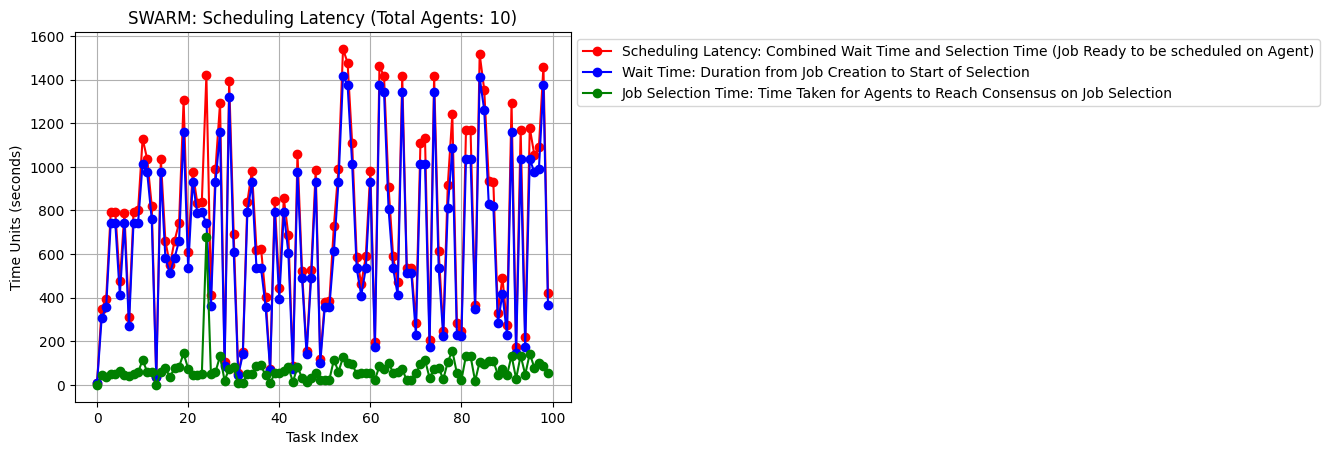 SWARM: Scheduling Latency (Total Agents: 10)
Scheduling Latency: Combined Wait Time and Selection Time (Job Ready to be scheduled on Agent)
Wait Time: Duration from Job Creation to Start of Selection
Job Selection Time: Time Taken for Agents to Reach Consensus on Job Selection
Time Units (seconds)
1600
1400
1200
1000
800
600
400
200
0
0 20 40 60 80 100
Task Index